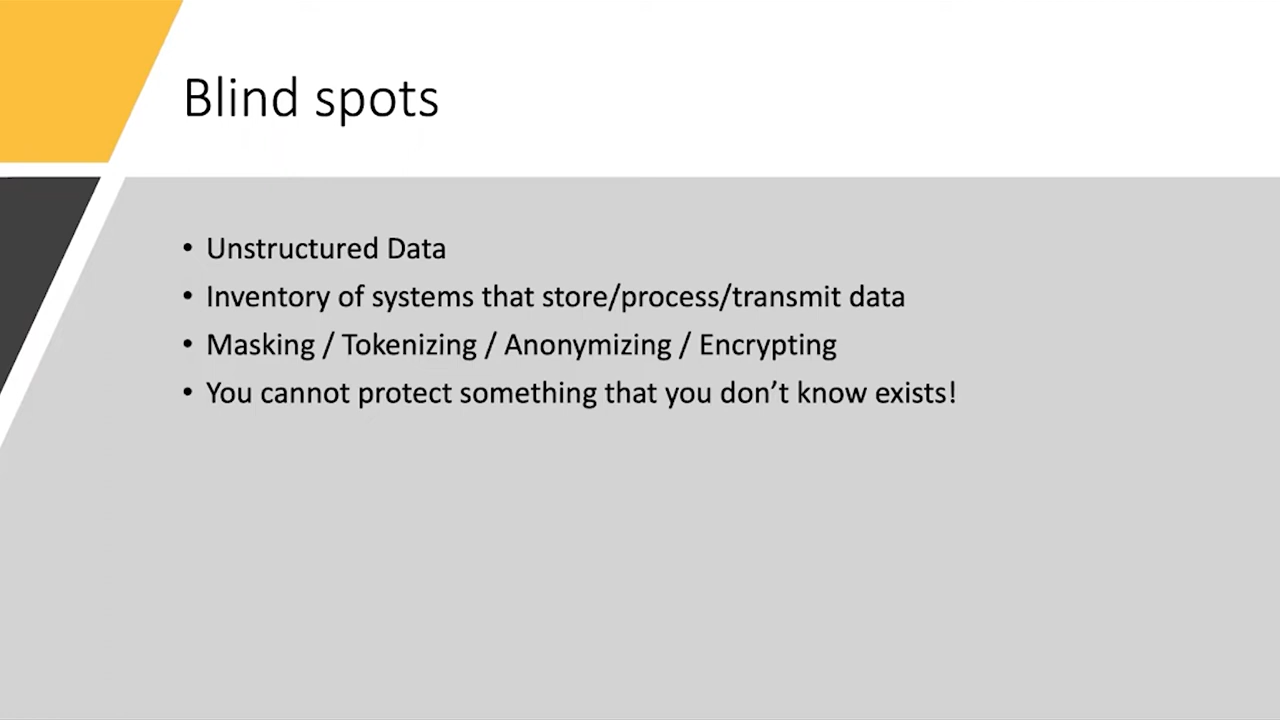 Blind spots
• Unstructured Data
• Inventory of systems that store/process/transmit data
• Masking / Tokenizing / Anonymizing / Encrypting
• You cannot protect something that you don’t know exists!